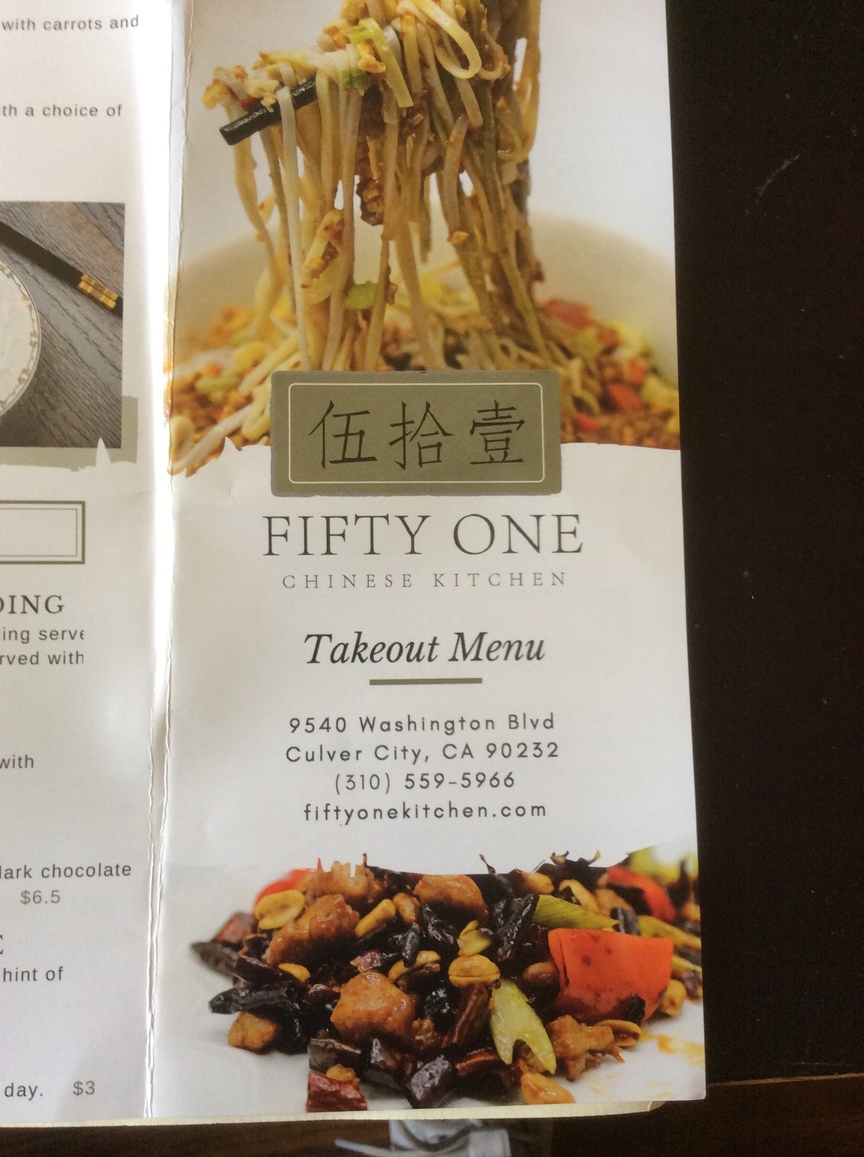 with carrots and
th a choice of
DING
ing serve
rved with
with
dark chocolate
$6.5
E
hint of
day. $3
伍拾壹
FIFTY ONE
CHINESE KITCHEN
Takeout Menu
9540 Washington Blvd
Culver City, CA 90232
(310) 559-5966
fiftyonekitchen.com